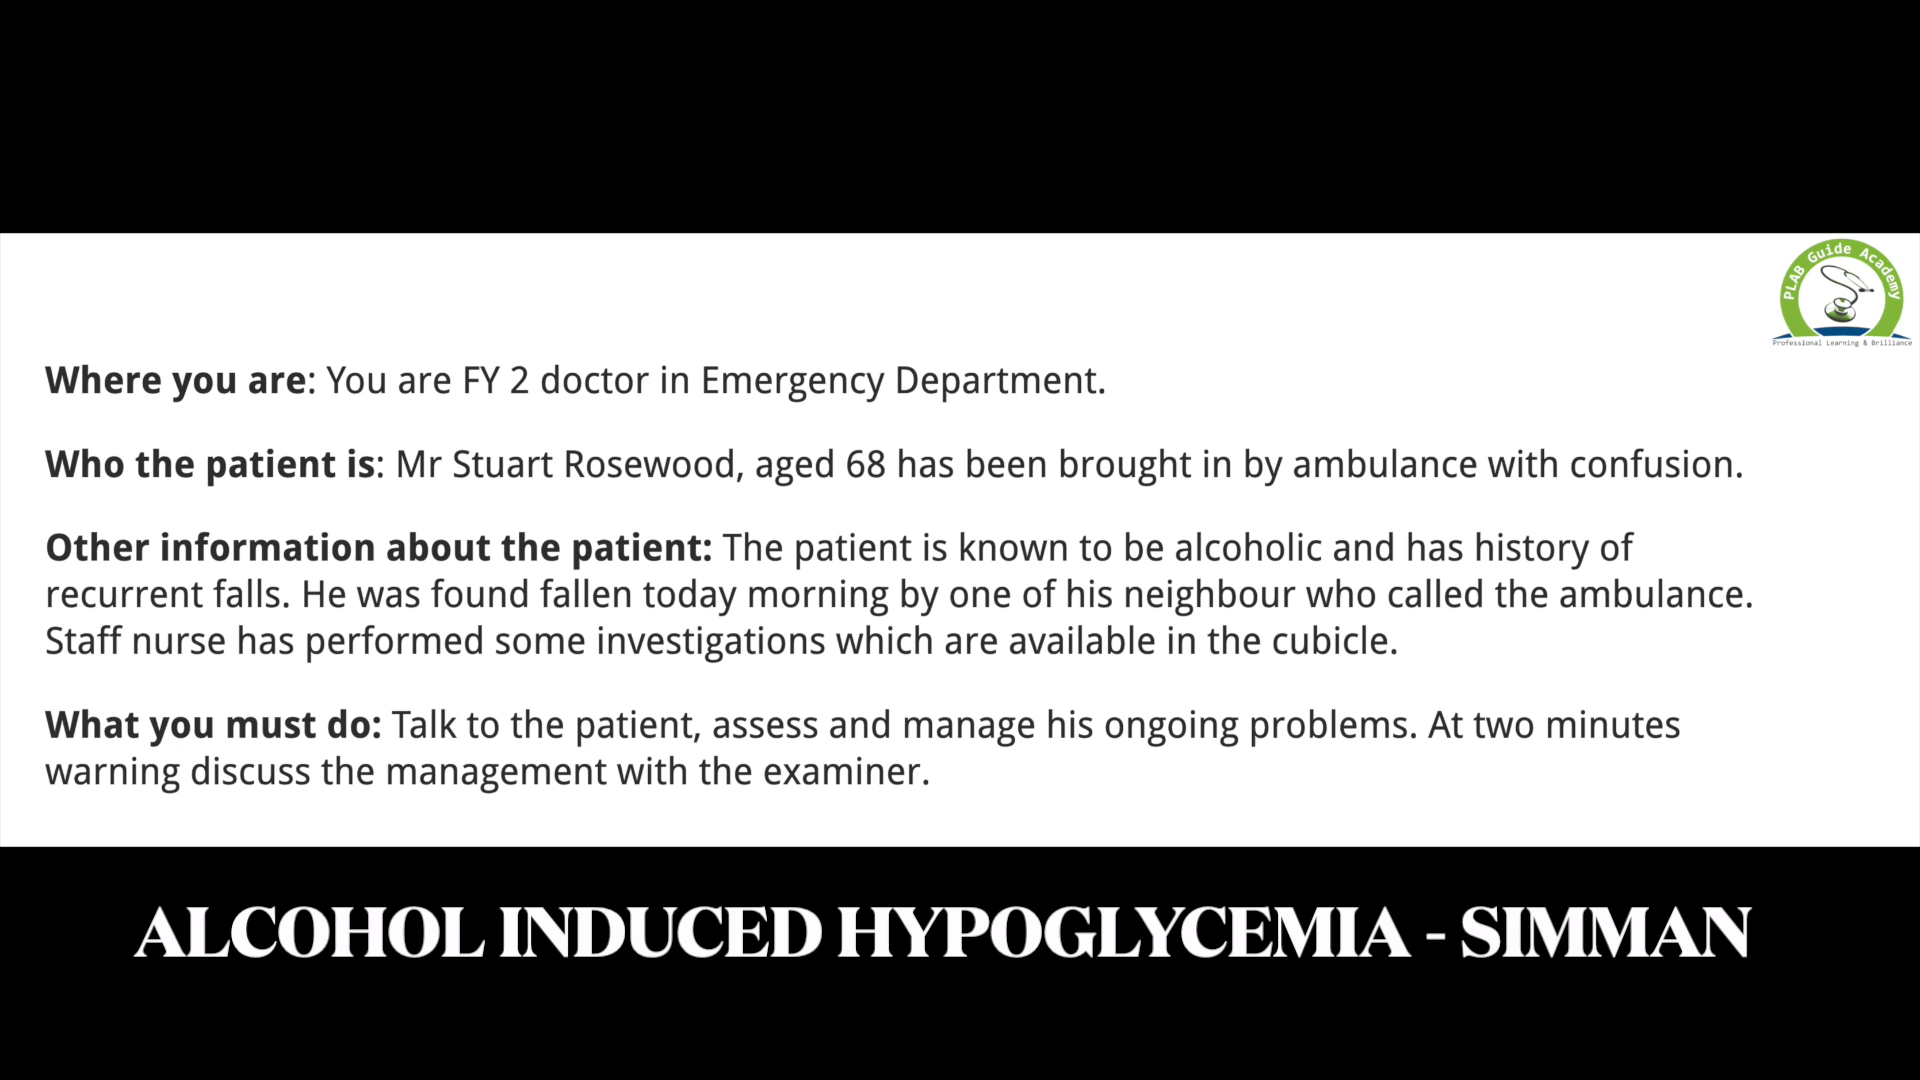 PLAB Guide Academy
Professional Learning & Brilliance
Where you are: You are FY 2 doctor in Emergency Department.
Who the patient is: Mr Stuart Rosewood, aged 68 has been brought in by ambulance with confusion.
Other information about the patient: The patient is known to be alcoholic and has history of
recurrent falls. He was found fallen today morning by one of his neighbour who called the ambulance.
Staff nurse has performed some investigations which are available in the cubicle.
What you must do: Talk to the patient, assess and manage his ongoing problems. At two minutes
warning discuss the management with the examiner.
ALCOHOL INDUCED HYPOGLYCEMIA - SIMMAN